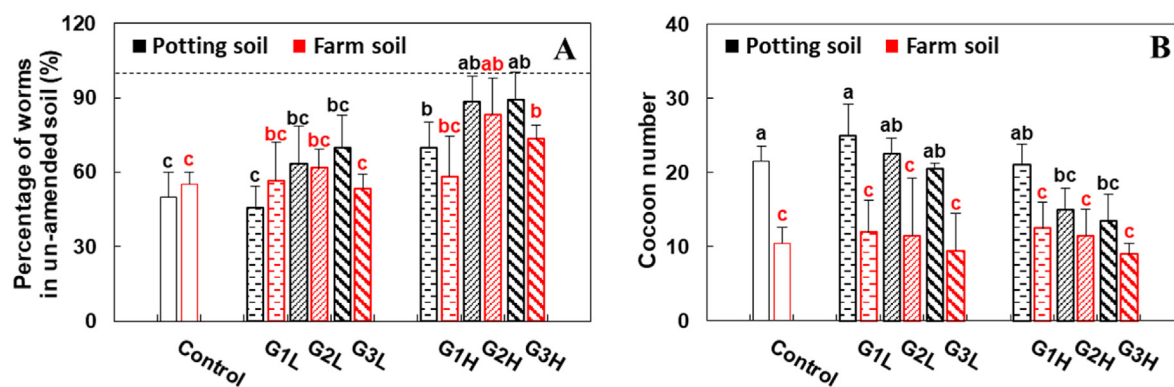 120
90
60
30
0
Percentage of worms
in un-amended soil (%)
Potting soil
Farm soil
A
c
c
c
bc
bc
bc
bc
c
b
bc
ab
ab
ab
b
Control
G1L
G2L
G3L
G1H
G2H
G3H
40
30
20
10
0
Cocoon number
Potting soil
Farm soil
B
a
c
a
c
ab
c
ab
c
ab
c
bc
c
bc
c
Control
G1L
G2L
G3L
G1H
G2H
G3H